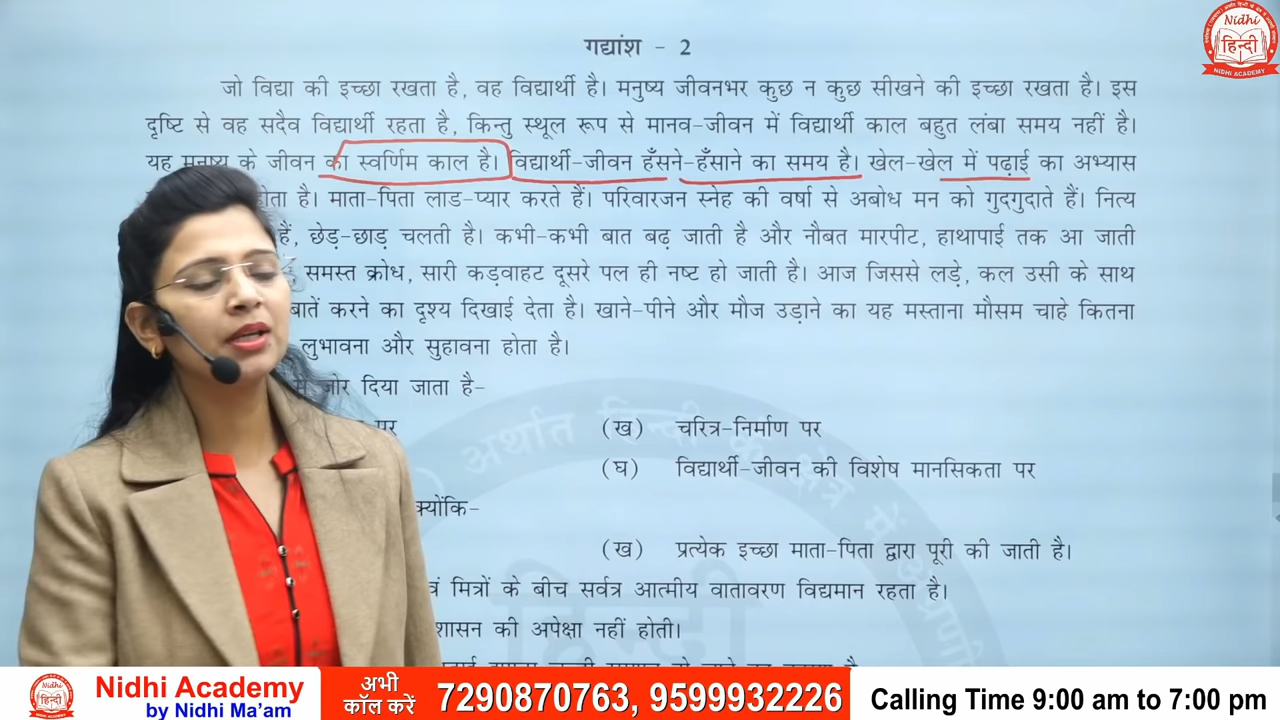 Nidhi
हिन्दी
NIDHI ACADEMY
गद्यांश - 2
जो विद्या की इच्छा रखता है, वह विद्यार्थी है। मनुष्य जीवनभर कुछ न कुछ सीखने की इच्छा रखता है। इस
दृष्टि से वह सदैव विद्यार्थी रहता है, किन्तु स्थूल रूप से मानव-जीवन में विद्यार्थी काल बहुत लंबा समय नहीं है।
यह मनुष्य के जीवन का स्वर्णिम काल है। विद्यार्थी-जीवन हँसने-हँसाने का समय है। खेल-खेल में पढ़ाई का अभ्यास
होता है। माता-पिता लाड-प्यार करते हैं। परिवारजन स्नेह की वर्षा से अबोध मन को गुदगुदाते हैं। नित्य
हैं, छेड़-छाड़ चलती है। कभी-कभी बात बढ़ जाती है और नौबत मारपीट, हाथापाई तक आ जाती
समस्त क्रोध, सारी कड़वाहट दूसरे पल ही नष्ट हो जाती है। आज जिससे लड़े, कल उसी के साथ
बातें करने का दृश्य दिखाई देता है। खाने-पीने और मौज उड़ाने का यह मस्ताना मौसम चाहे कितना
लुभावना और सुहावना होता है।
में जोर दिया जाता है-
पर (ख) चरित्र-निर्माण पर
(घ) विद्यार्थी-जीवन की विशेष मानसिकता पर
क्योंकि-
(ख) प्रत्येक इच्छा माता-पिता द्वारा पूरी की जाती है।
मित्रों के बीच सर्वत्र आत्मीय वातावरण विद्यमान रहता है।
की अपेक्षा नहीं होती।
Nidhi Academy
by Nidhi Ma'am
अभी
कॉल करें
7290870763, 9599932226
Calling Time 9:00 am to 7:00 pm